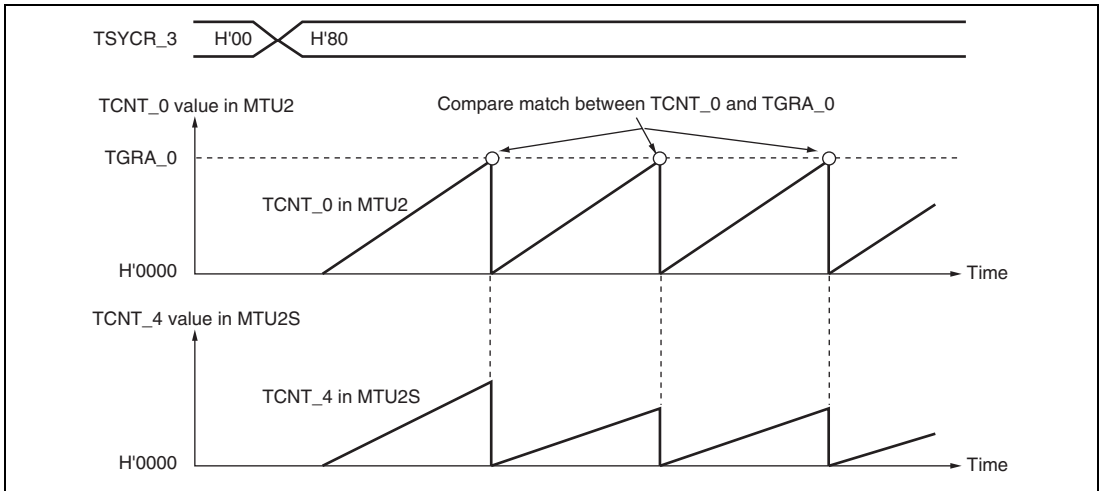 TSYCR_3 H'00 H'80
TCNT_0 value in MTU2 Compare match between TCNT_0 and TGRA_0
TGRA_0
TCNT_0 in MTU2
H'0000 Time
TCNT_4 value in MTU2S
TCNT_4 in MTU2S
H'0000 Time